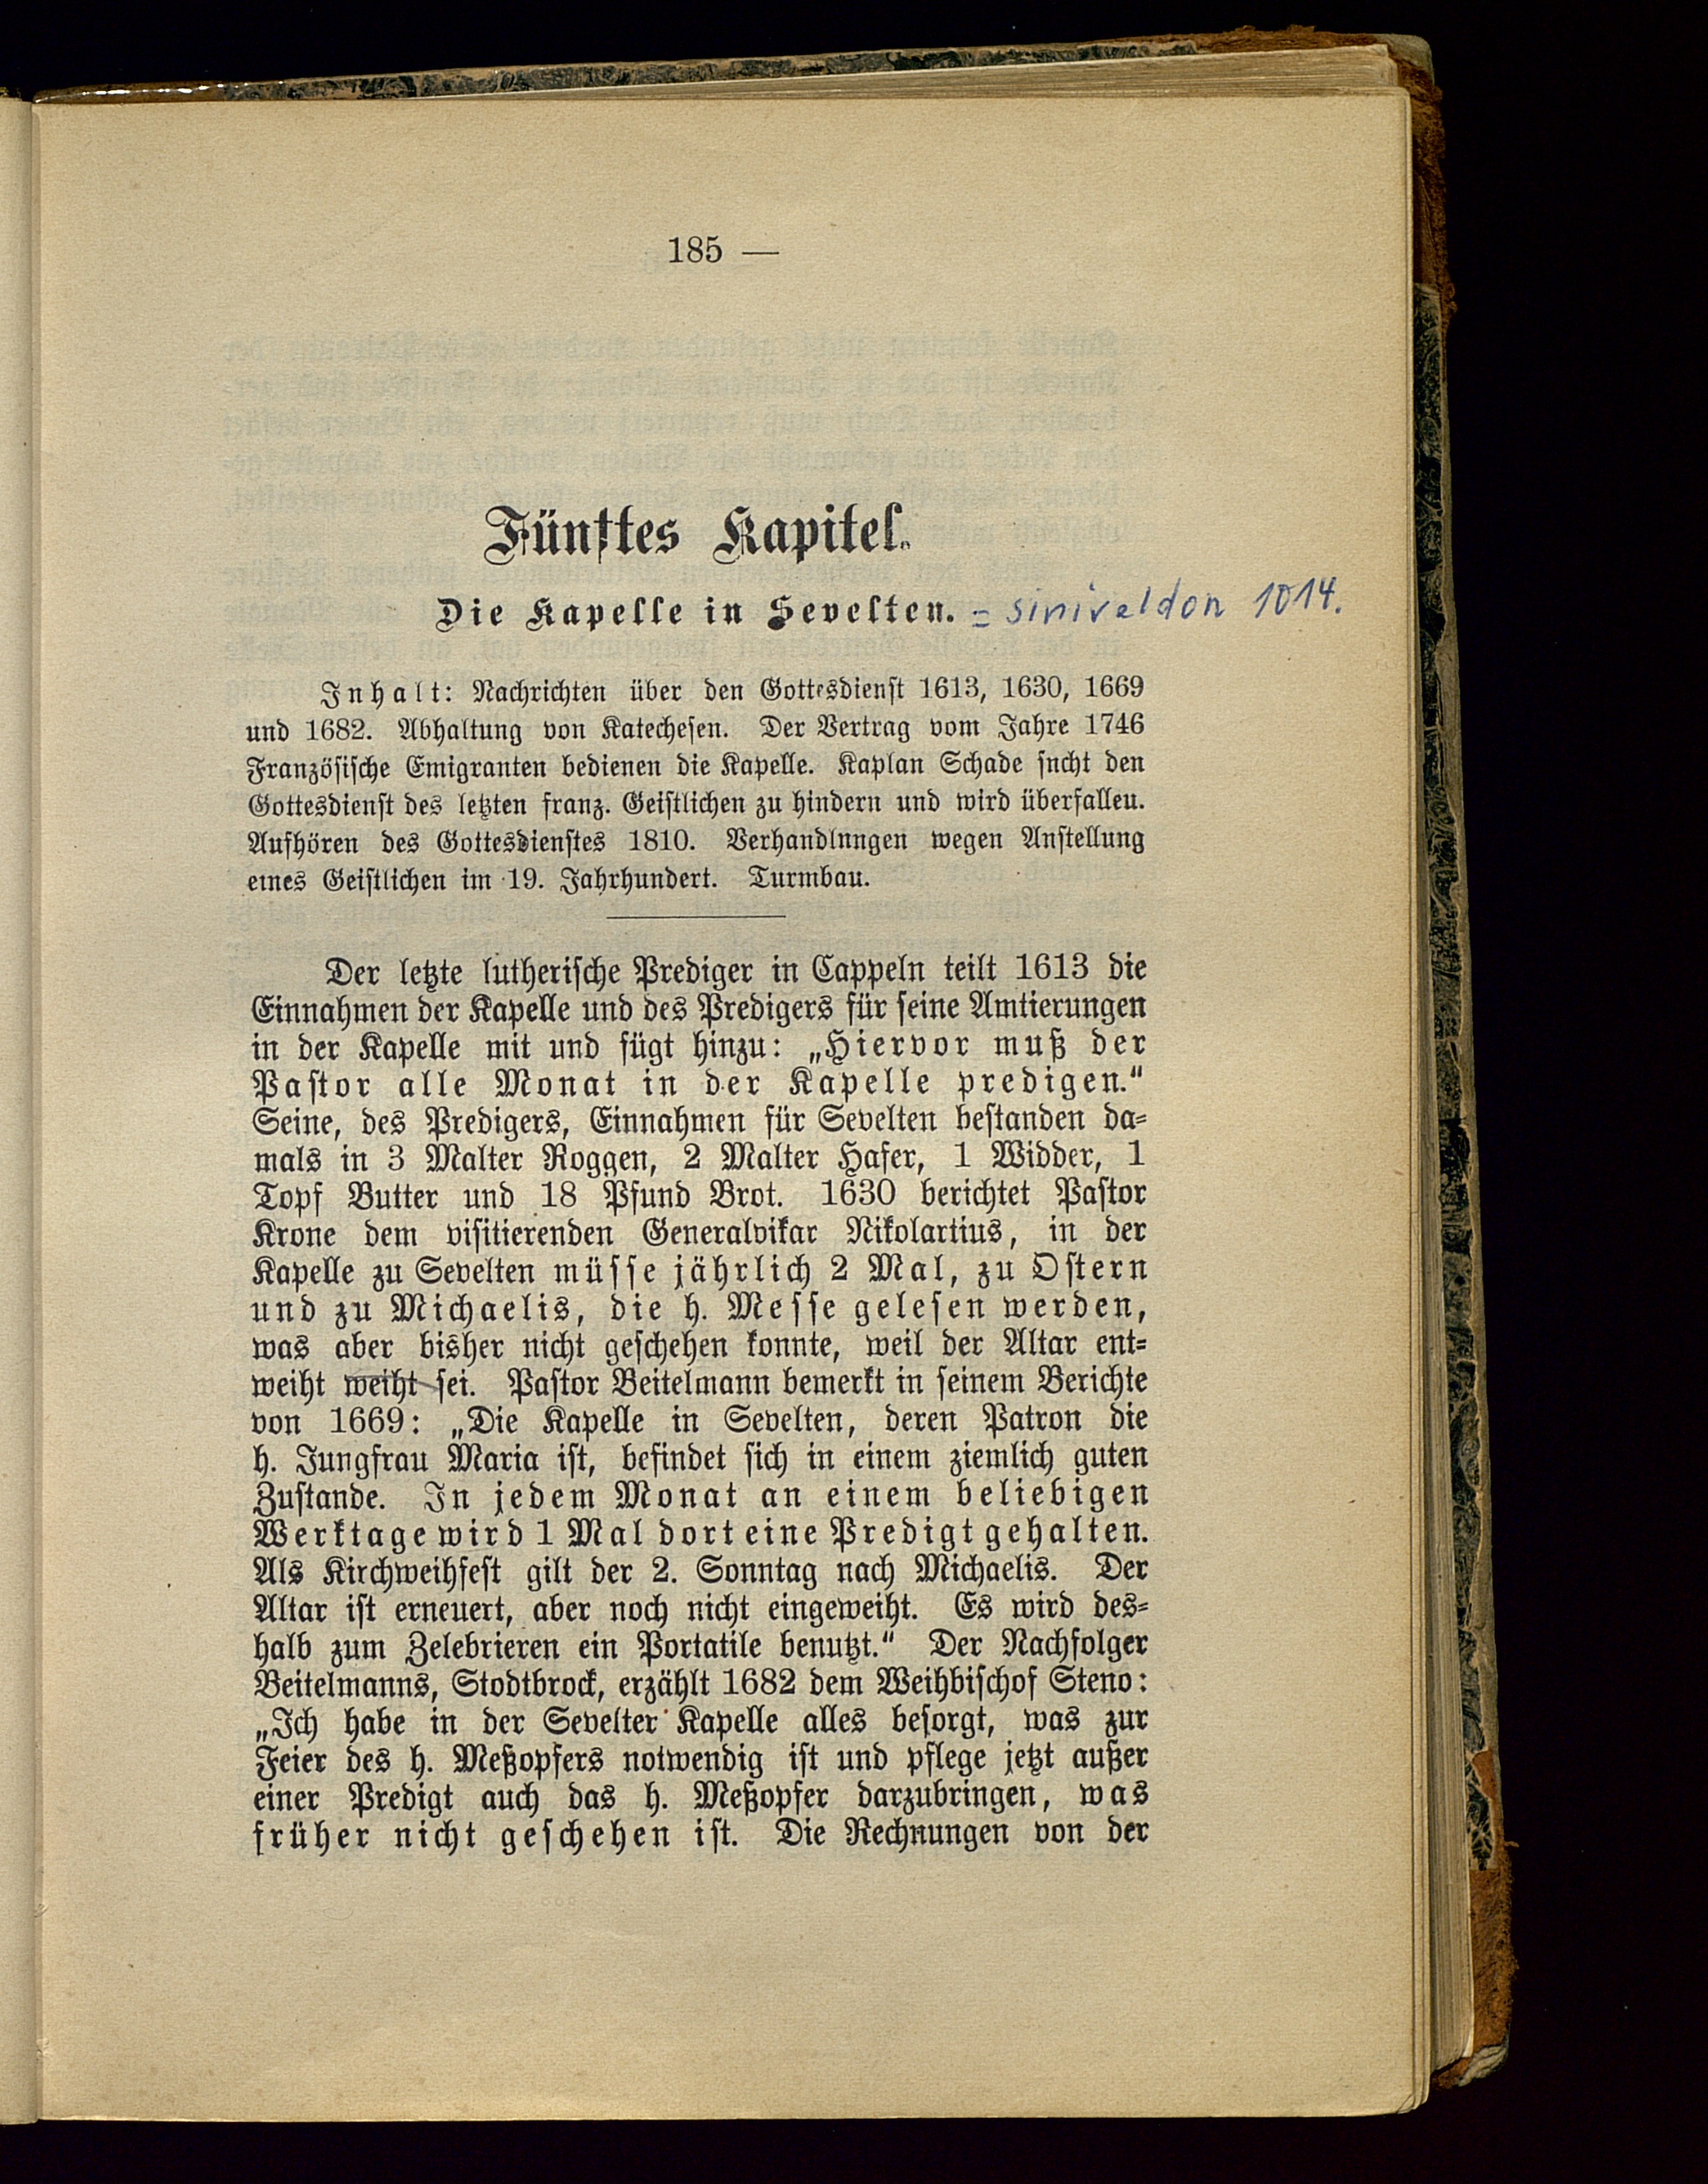 185 —
Fünftes Kapitel.
Die Kapelle in Sevelten. = siniveldon 1014.
Inhalt: Nachrichten über den Gottesdienst 1613, 1630, 1669
und 1682. Abhaltung von Katechesen. Der Vertrag vom Jahre 1746
Französische Emigranten bedienen die Kapelle. Kaplan Schade sncht den
Gottesdienst des letzten franz. Geistlichen zu hindern und wird überfalleu.
Aufhören des Gottesdienstes 1810. Verhandlnngen wegen Anstellung
eines Geistlichen im 19. Jahrhundert. Turmbau.
Der letzte lutherische Prediger in Cappeln teilt 1613 die
Einnahmen der Kapelle und des Predigers für seine Amtierungen
in der Kapelle mit und fügt hinzu: „Hiervor muß der
Pastor alle Monat in der Kapelle predigen.“
Seine, des Predigers, Einnahmen für Sevelten bestanden da-
mals in 3 Malter Roggen, 2 Malter Hafer, 1 Widder, 1
Topf Butter und 18 Pfund Brot. 1630 berichtet Pastor
Krone dem visitierenden Generalvikar Nikolartius, in der
Kapelle zu Sevelten müsse jährlich 2 Mal, zu Ostern
und zu Michaelis, die h. Messe gelesen werden,
was aber bisher nicht geschehen konnte, weil der Altar ent-
weiht weiht sei. Pastor Beitelmann bemerkt in seinem Berichte
von 1669: „Die Kapelle in Sevelten, deren Patron die
h. Jungfrau Maria ist, befindet sich in einem ziemlich guten
Zustande. In jedem Monat an einem beliebigen
Werktage wird 1 Mal dort eine Predigt gehalten.
Als Kirchweihfest gilt der 2. Sonntag nach Michaelis. Der
Altar ist erneuert, aber noch nicht eingeweiht. Es wird des-
halb zum Zelebrieren ein Portatile benutzt.“ Der Nachfolger
Beitelmanns, Stodtbrock, erzählt 1682 dem Weihbischof Steno:
„Ich habe in der Sevelter Kapelle alles besorgt, was zur
Feier des h. Meßopfers notwendig ist und pflege jetzt außer
einer Predigt auch das h. Meßopfer darzubringen, was
früher nicht geschehen ist. Die Rechnungen von der